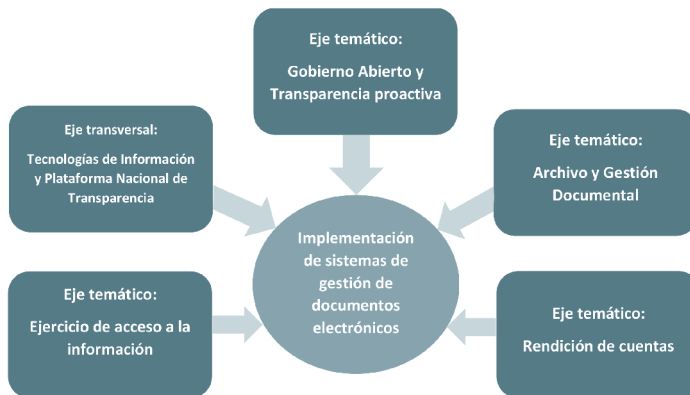 Eje temático:
Gobierno Abierto y
Transparencia proactiva
Eje transversal:
Tecnologías de Información
y Plataforma Nacional de
Transparencia
Eje temático:
Archivo y Gestión
Documental
Implementación
de sistemas de
gestión de
documentos
electrónicos
Eje temático:
Ejercicio de acceso a la
información
Eje temático:
Rendición de cuentas